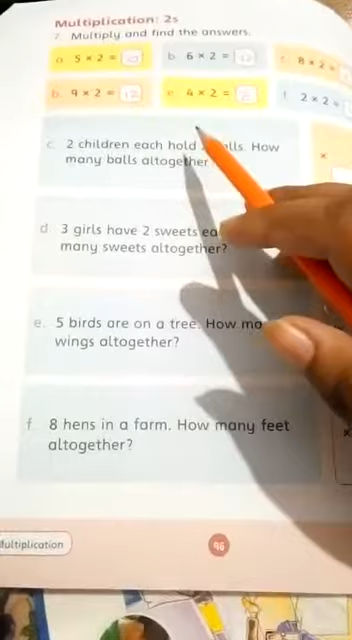 Multiplication: 2s
7. Multiply and find the answers.
a. 5 × 2 =
b. 6 × 2 =
c. 8 × 2 =
b. 9 × 2 =
e. 4 × 2 =
f. 2 × 2 =
c. 2 children each hold balls. How
many balls altogether
d. 3 girls have 2 sweets
many sweets altogether?
e. 5 birds are on a tree. How
wings altogether?
f. 8 hens in a farm. How many feet
altogether?
×
×
Multiplication
96